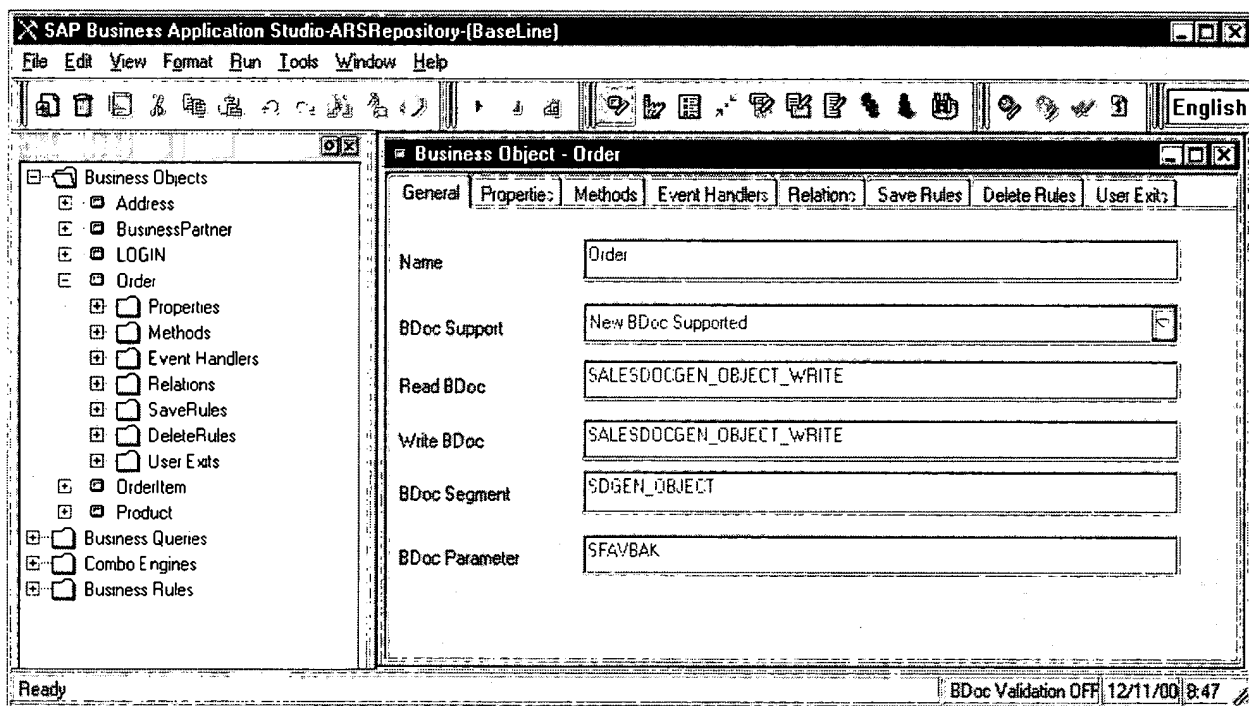 SAP Business Application Studio-ARSRepository-(BaseLine)
File Edit View Format Run Tools Window Help
English
Business Objects
Address
BusinessPartner
LOGIN
Order
Properties
Methods
Event Handlers
Relations
SaveRules
DeleteRules
User Exits
OrderItem
Product
Business Queries
Combo Engines
Business Rules
Business Object - Order
General Properties Methods Event Handlers Relations Save Rules Delete Rules User Exits
Name Order
BDoc Support New BDoc Supported
Read BDoc SALESDOCGEN_OBJECT_WRITE
Write BDoc SALESDOCGEN_OBJECT_WRITE
BDoc Segment SDGEN_OBJECT
BDoc Parameter SFAVBAK
Ready BDoc Validation OFF 12/11/00 8:47